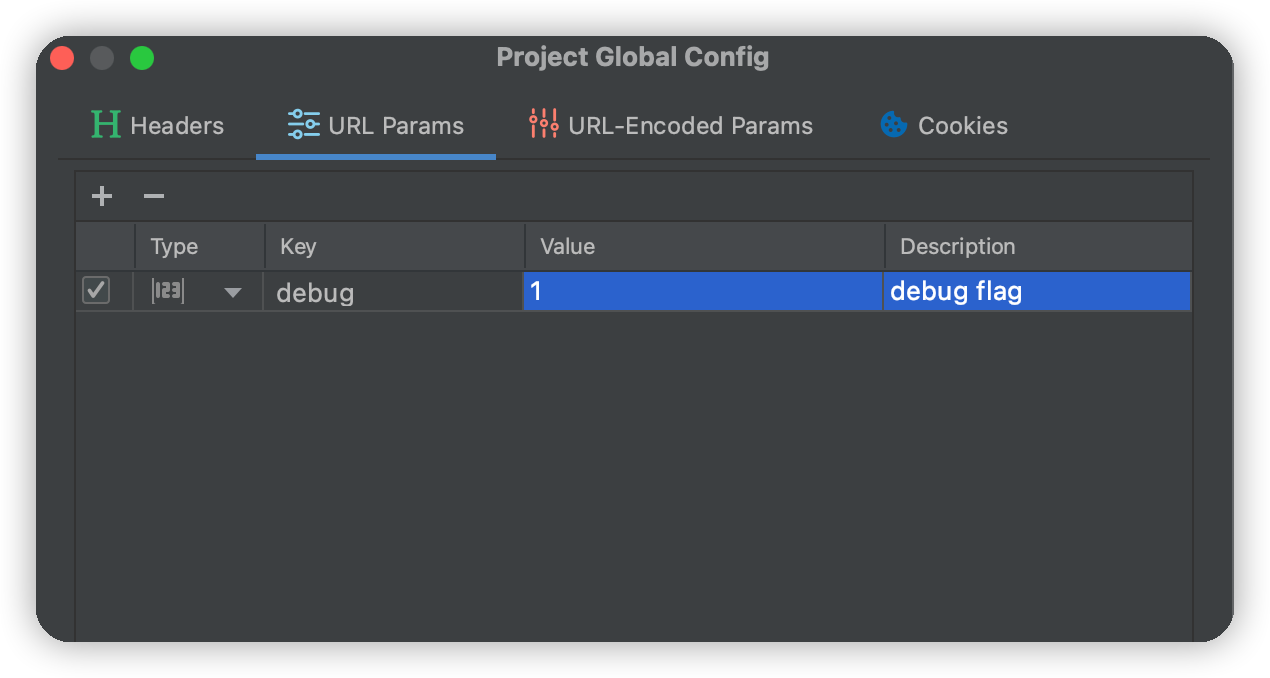 Project Global Config
Headers URL Params URL-Encoded Params Cookies
Type Key Value Description
123 debug 1 debug flag